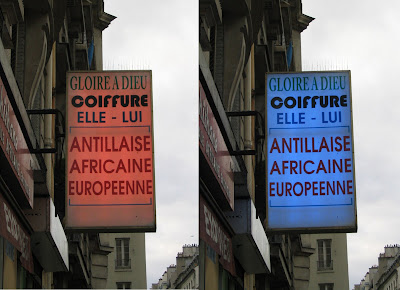 GLOIRE A DIEU
COIFFURE
ELLE - LUI
ANTILLAISE
AFRICAINE
EUROPEENNE
GLOIRE A DIEU
COIFFURE
ELLE - LUI
ANTILLAISE
AFRICAINE
EUROPEENNE